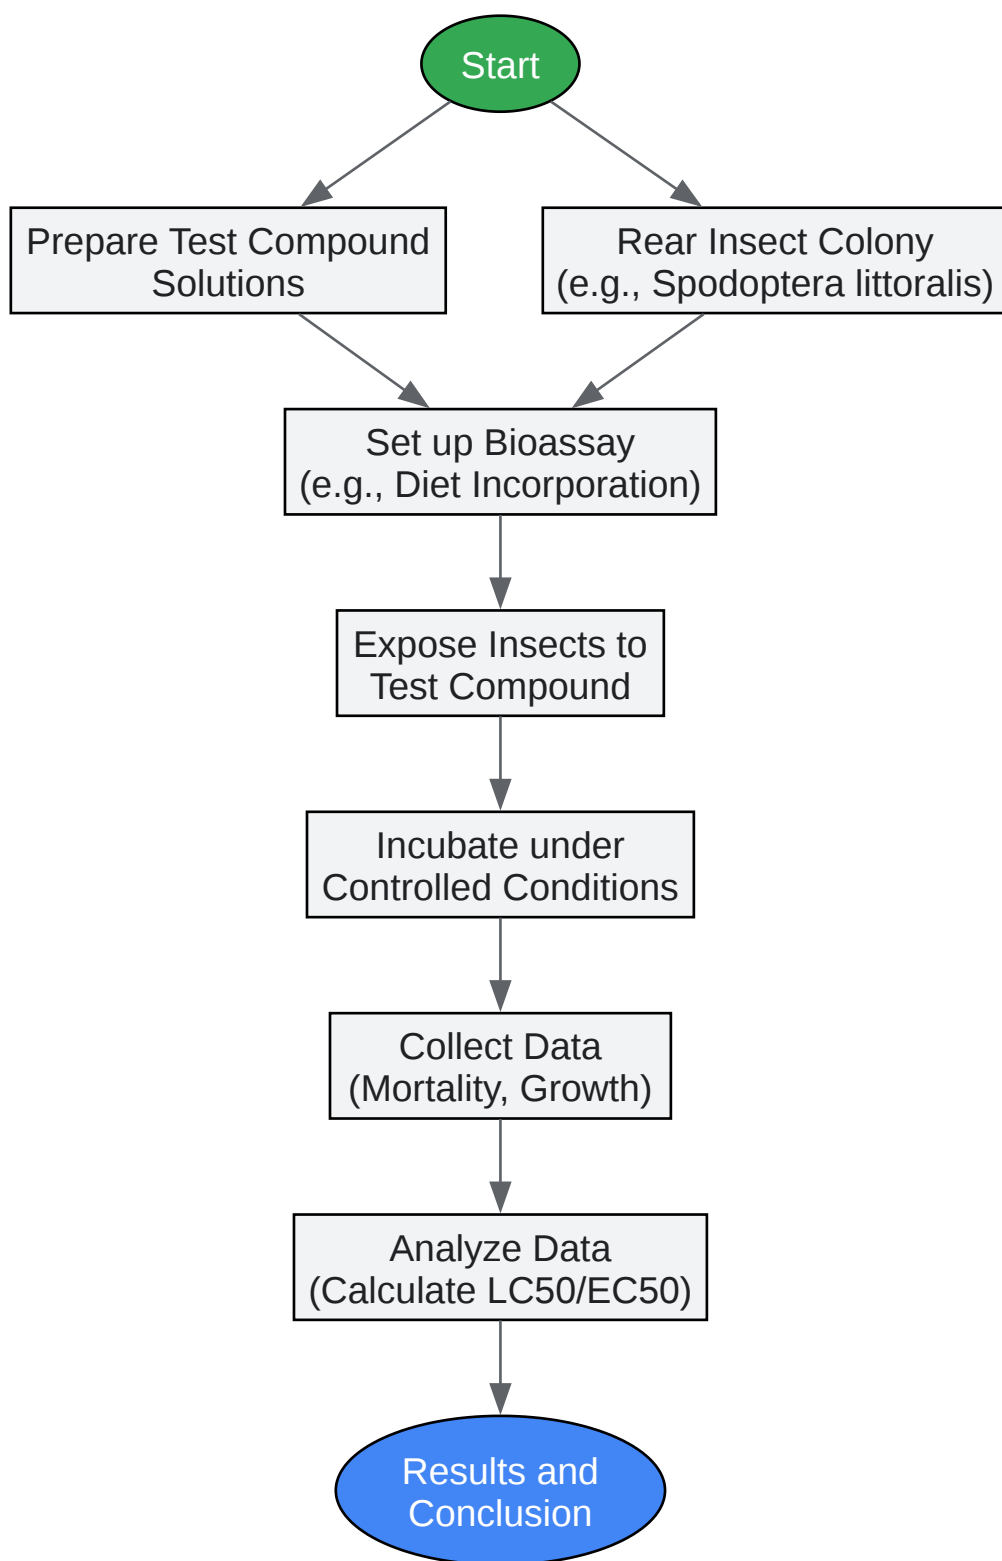 Start
Prepare Test Compound
Solutions
Rear Insect Colony
(e.g., Spodoptera littoralis)
Set up Bioassay
(e.g., Diet Incorporation)
Expose Insects to
Test Compound
Incubate under
Controlled Conditions
Collect Data
(Mortality, Growth)
Analyze Data
(Calculate LC50/EC50)
Results and
Conclusion